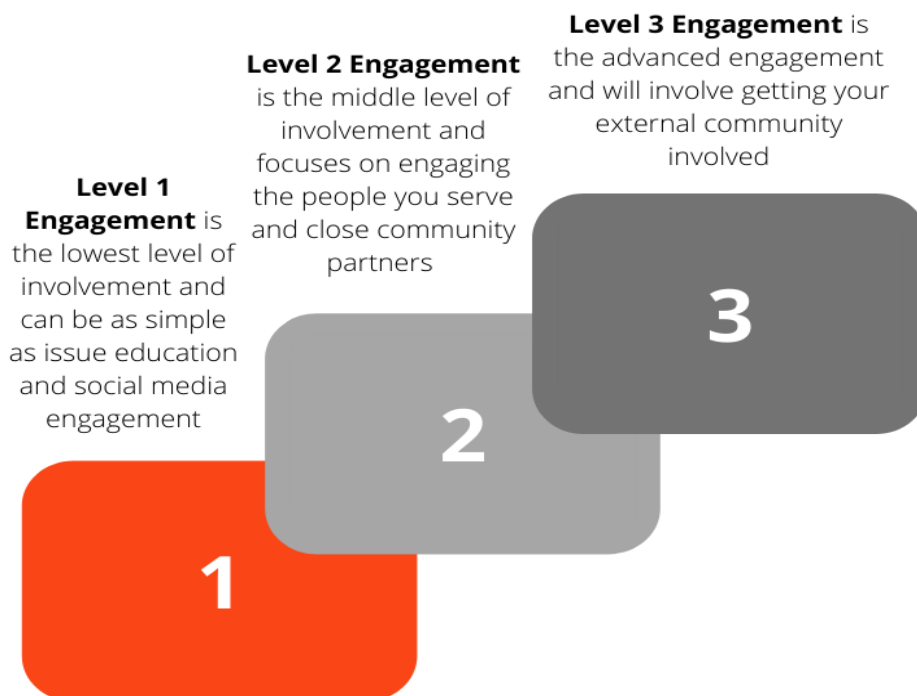 Level 1
Engagement is
the lowest level of
involvement and
can be as simple
as issue education
and social media
engagement
1
Level 2 Engagement
is the middle level of
involvement and
focuses on engaging
the people you serve
and close community
partners
2
Level 3 Engagement is
the advanced engagement
and will involve getting your
external community
involved
3